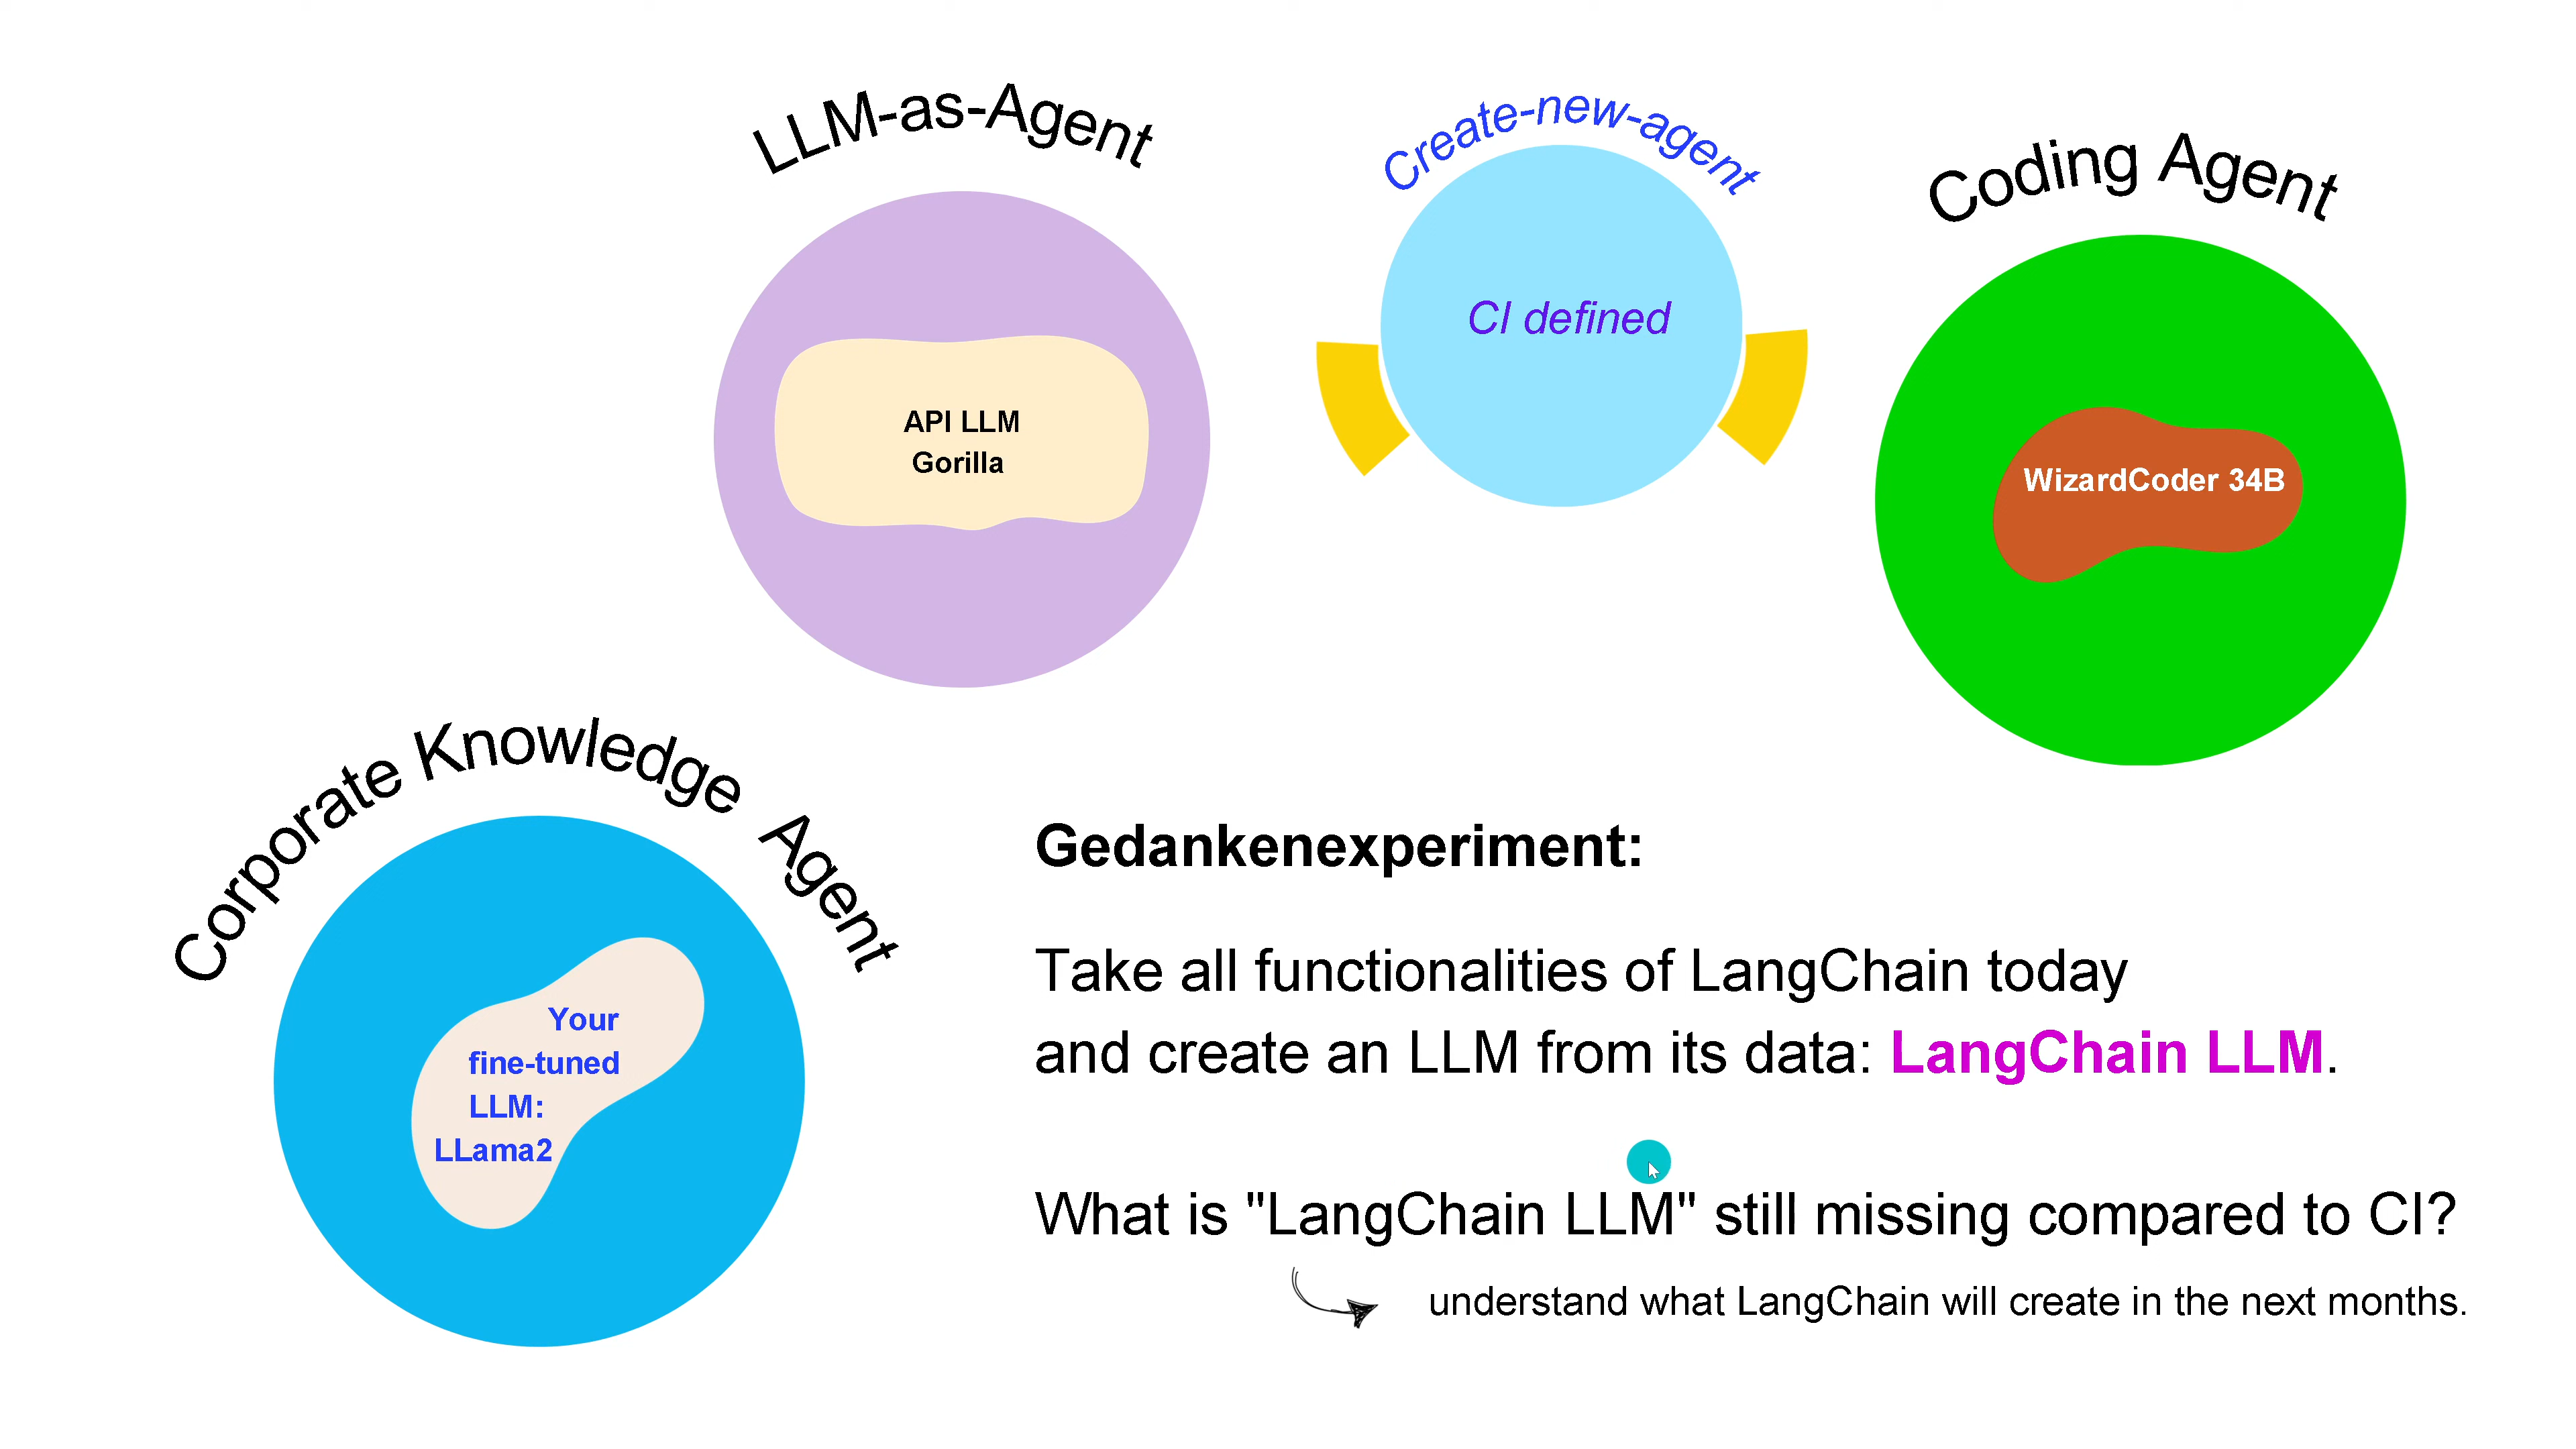 LLM-as-Agent
API LLM
Gorilla
Create-new-agent
CI defined
Coding Agent
WizardCoder 34B
Corporate Knowledge Agent
Your
fine-tuned
LLM:
LLama2
Gedankenexperiment:
Take all functionalities of LangChain today
and create an LLM from its data: LangChain LLM.
What is "LangChain LLM" still missing compared to CI?
understand what LangChain will create in the next months.